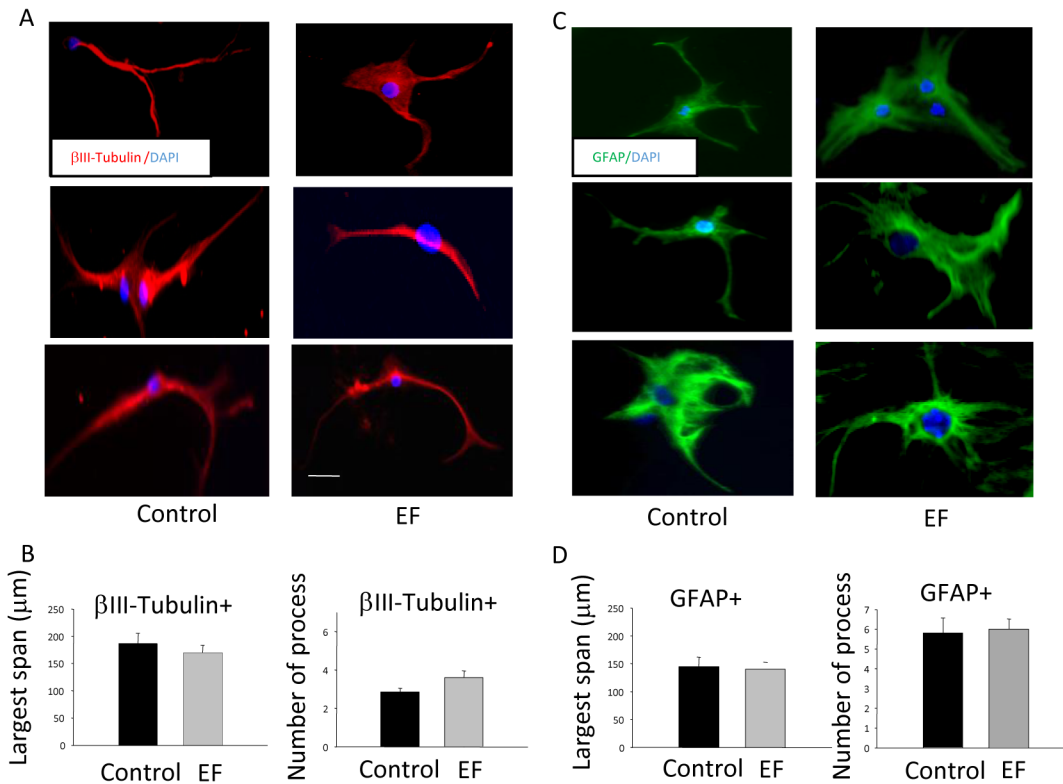 A
βIII-Tubulin/DAPI
Control
EF
C
GFAP/DAPI
Control
EF
B
Largest span (μm)
βIII-Tubulin+
250
200
150
100
50
0
Control
EF
Number of process
βIII-Tubulin+
6
4
2
0
Control
EF
D
Largest span (μm)
GFAP+
250
200
150
100
50
0
Control
EF
Number of process
GFAP+
6
5
4
3
2
1
0
Control
EF